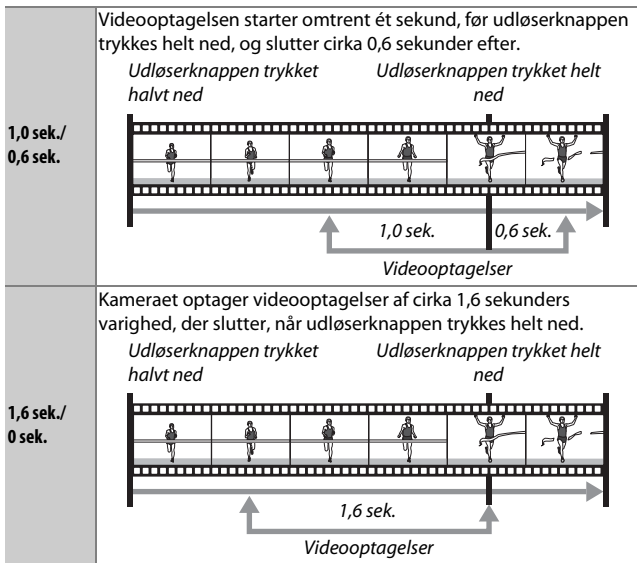 Videooptagelsen starter omtrent ét sekund, før udløserknappen
trykkes helt ned, og slutter cirka 0,6 sekunder efter.
Udløserknappen trykket
halvt ned
Udløserknappen trykket helt
ned
1,0 sek./
0,6 sek.
1,0 sek.
0,6 sek.
Videooptagelser
Kameraet optager videooptagelser af cirka 1,6 sekunders
varighed, der slutter, når udløserknappen trykkes helt ned.
Udløserknappen trykket
halvt ned
Udløserknappen trykket helt
ned
1,6 sek./
0 sek.
1,6 sek.
Videooptagelser